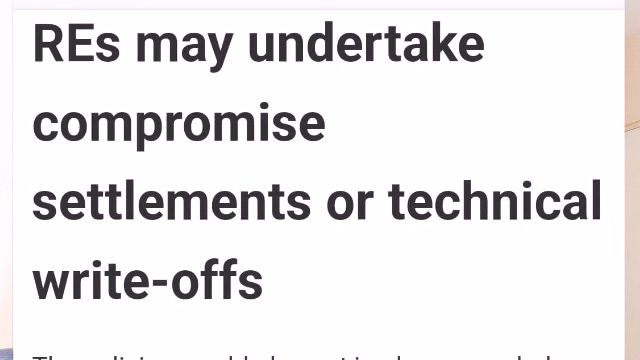 REs may undertake
compromise
settlements or technical
write-offs